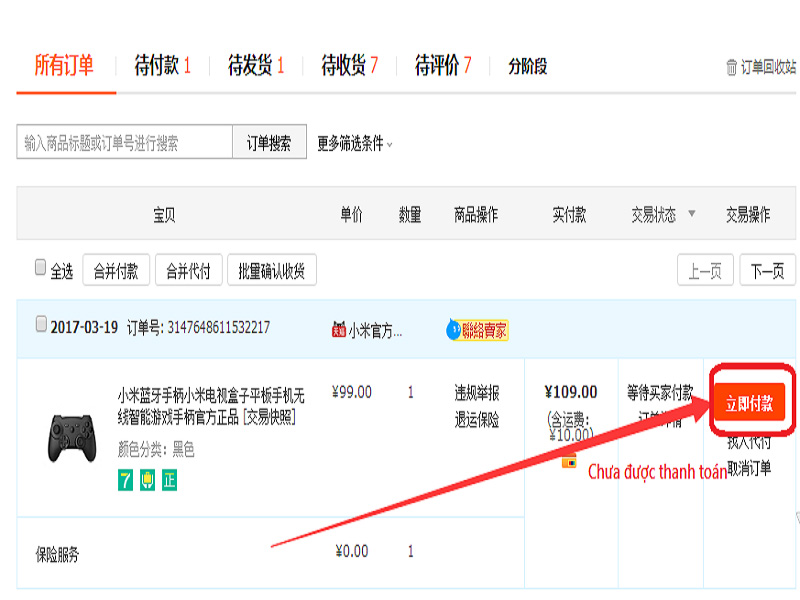 所有订单 待付款 1 待发货 1 待收货 7 待评价 7 分阶段 订单回收站
输入商品标题或订单号进行搜索 订单搜索 更多筛选条件
宝贝 单价 数量 商品操作 实付款 交易状态 交易操作
全选 合并付款 合并代付 批量确认收货 上一页 下一页
2017-03-19 订单号: 3147648611532217 天猫 小米官方... 聯絡賣家
小米蓝牙手柄小米电视盒子平板手机无 ¥99.00 1 违规举报 ¥109.00 等待买家付款 立即付款
线智能游戏手柄官方正品 [交易快照] 退运保险 (含运费: 订单详情
颜色分类：黑色 ¥10.00) 找人代付
7 正 Chưa được thanh toán 取消订单
保险服务 ¥0.00 1